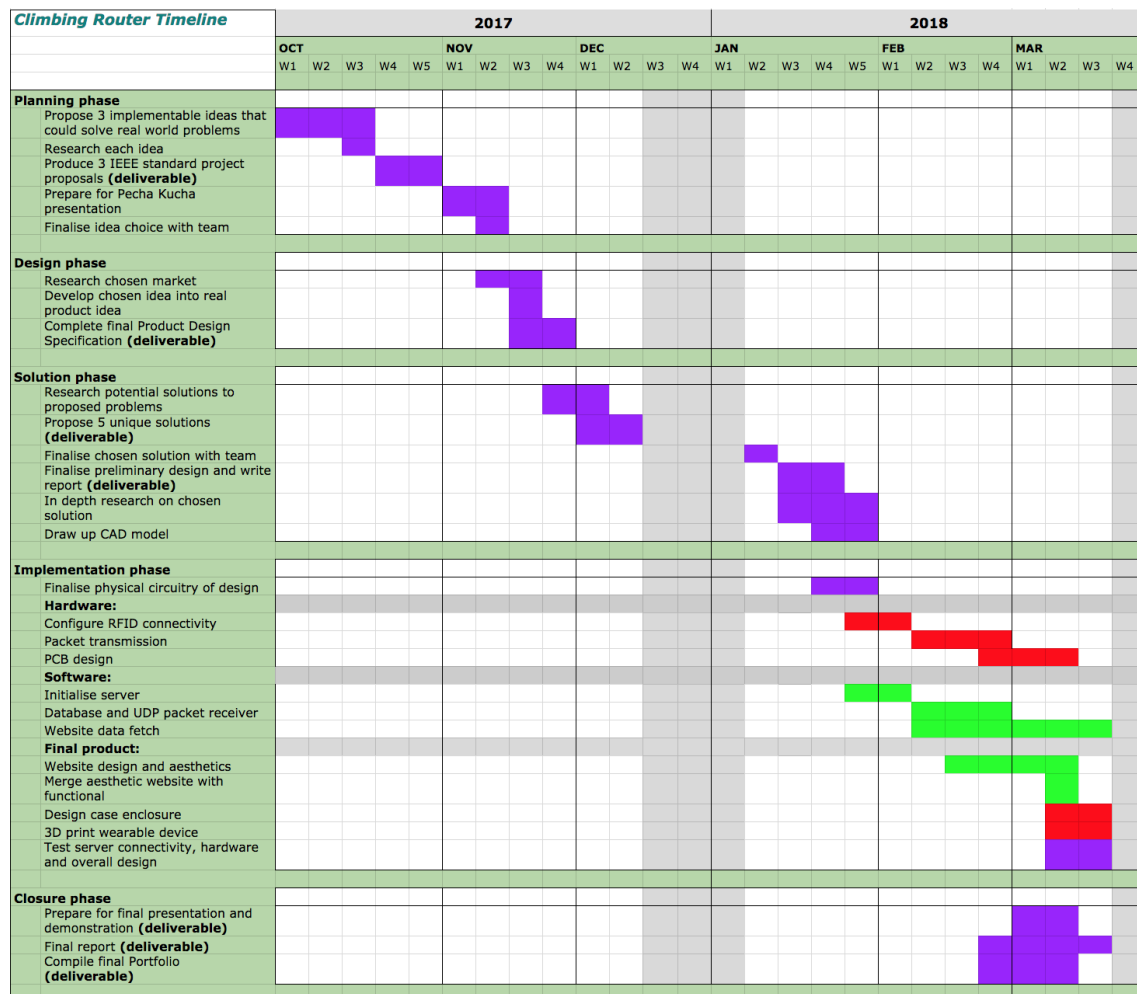 Climbing Router Timeline
2017 2018
OCT NOV DEC JAN FEB MAR
W1 W2 W3 W4 W5 W1 W2 W3 W4 W1 W2 W3 W4 W1 W2 W3 W4 W5 W1 W2 W3 W4 W1 W2 W3 W4
Planning phase
Propose 3 implementable ideas that
could solve real world problems
Research each idea
Produce 3 IEEE standard project
proposals (deliverable)
Prepare for Pecha Kucha
presentation
Finalise idea choice with team
Design phase
Research chosen market
Develop chosen idea into real
product idea
Complete final Product Design
Specification (deliverable)
Solution phase
Research potential solutions to
proposed problems
Propose 5 unique solutions
(deliverable)
Finalise chosen solution with team
Finalise preliminary design and write
report (deliverable)
In depth research on chosen
solution
Draw up CAD model
Implementation phase
Finalise physical circuitry of design
Hardware:
Configure RFID connectivity
Packet transmission
PCB design
Software:
Initialise server
Database and UDP packet receiver
Website data fetch
Final product:
Website design and aesthetics
Merge aesthetic website with
functional
Design case enclosure
3D print wearable device
Test server connectivity, hardware
and overall design
Closure phase
Prepare for final presentation and
demonstration (deliverable)
Final report (deliverable)
Compile final Portfolio
(deliverable)